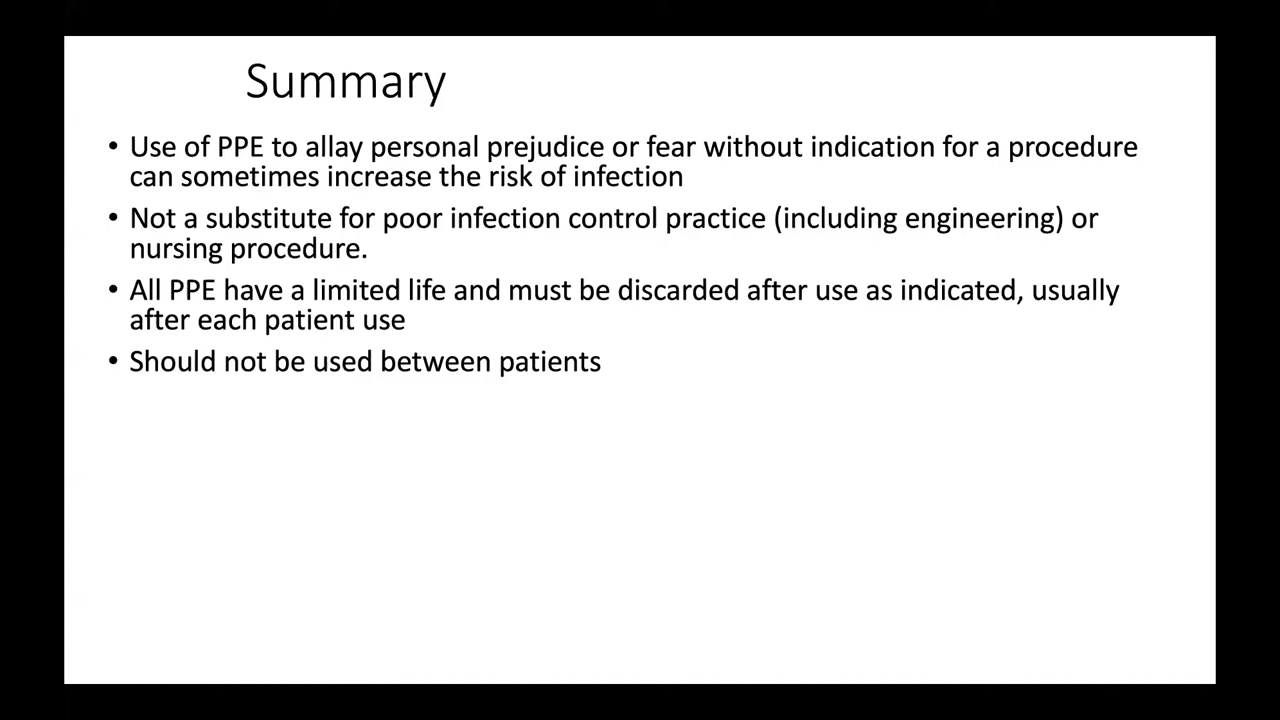 Summary
• Use of PPE to allay personal prejudice or fear without indication for a procedure
can sometimes increase the risk of infection
• Not a substitute for poor infection control practice (including engineering) or
nursing procedure.
• All PPE have a limited life and must be discarded after use as indicated, usually
after each patient use
• Should not be used between patients